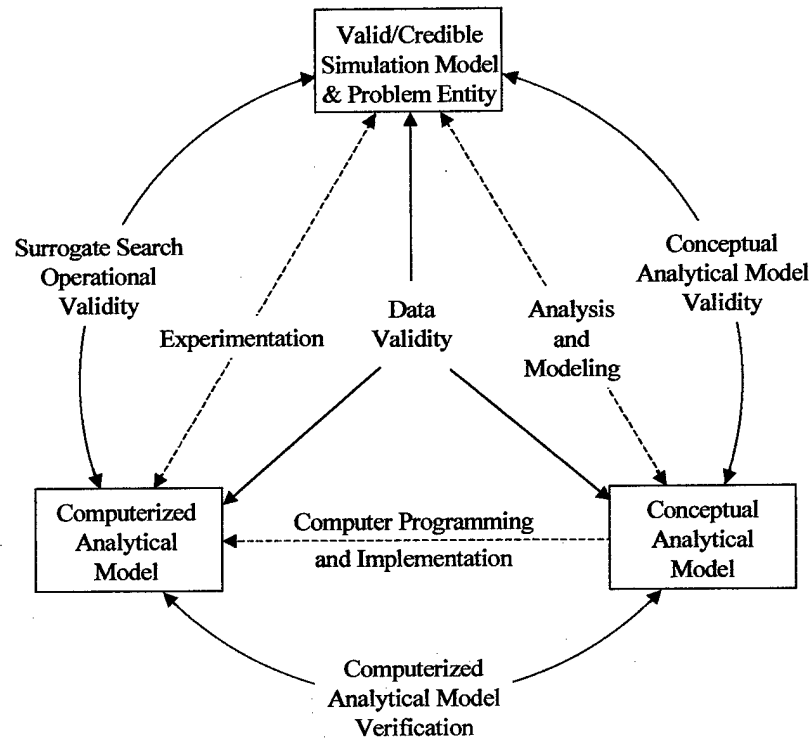 Valid/Credible
Simulation Model
& Problem Entity
Surrogate Search
Operational
Validity
Conceptual
Analytical Model
Validity
Experimentation
Data
Validity
Analysis
and
Modeling
Computerized
Analytical
Model
Computer Programming
and Implementation
Conceptual
Analytical
Model
Computerized
Analytical Model
Verification